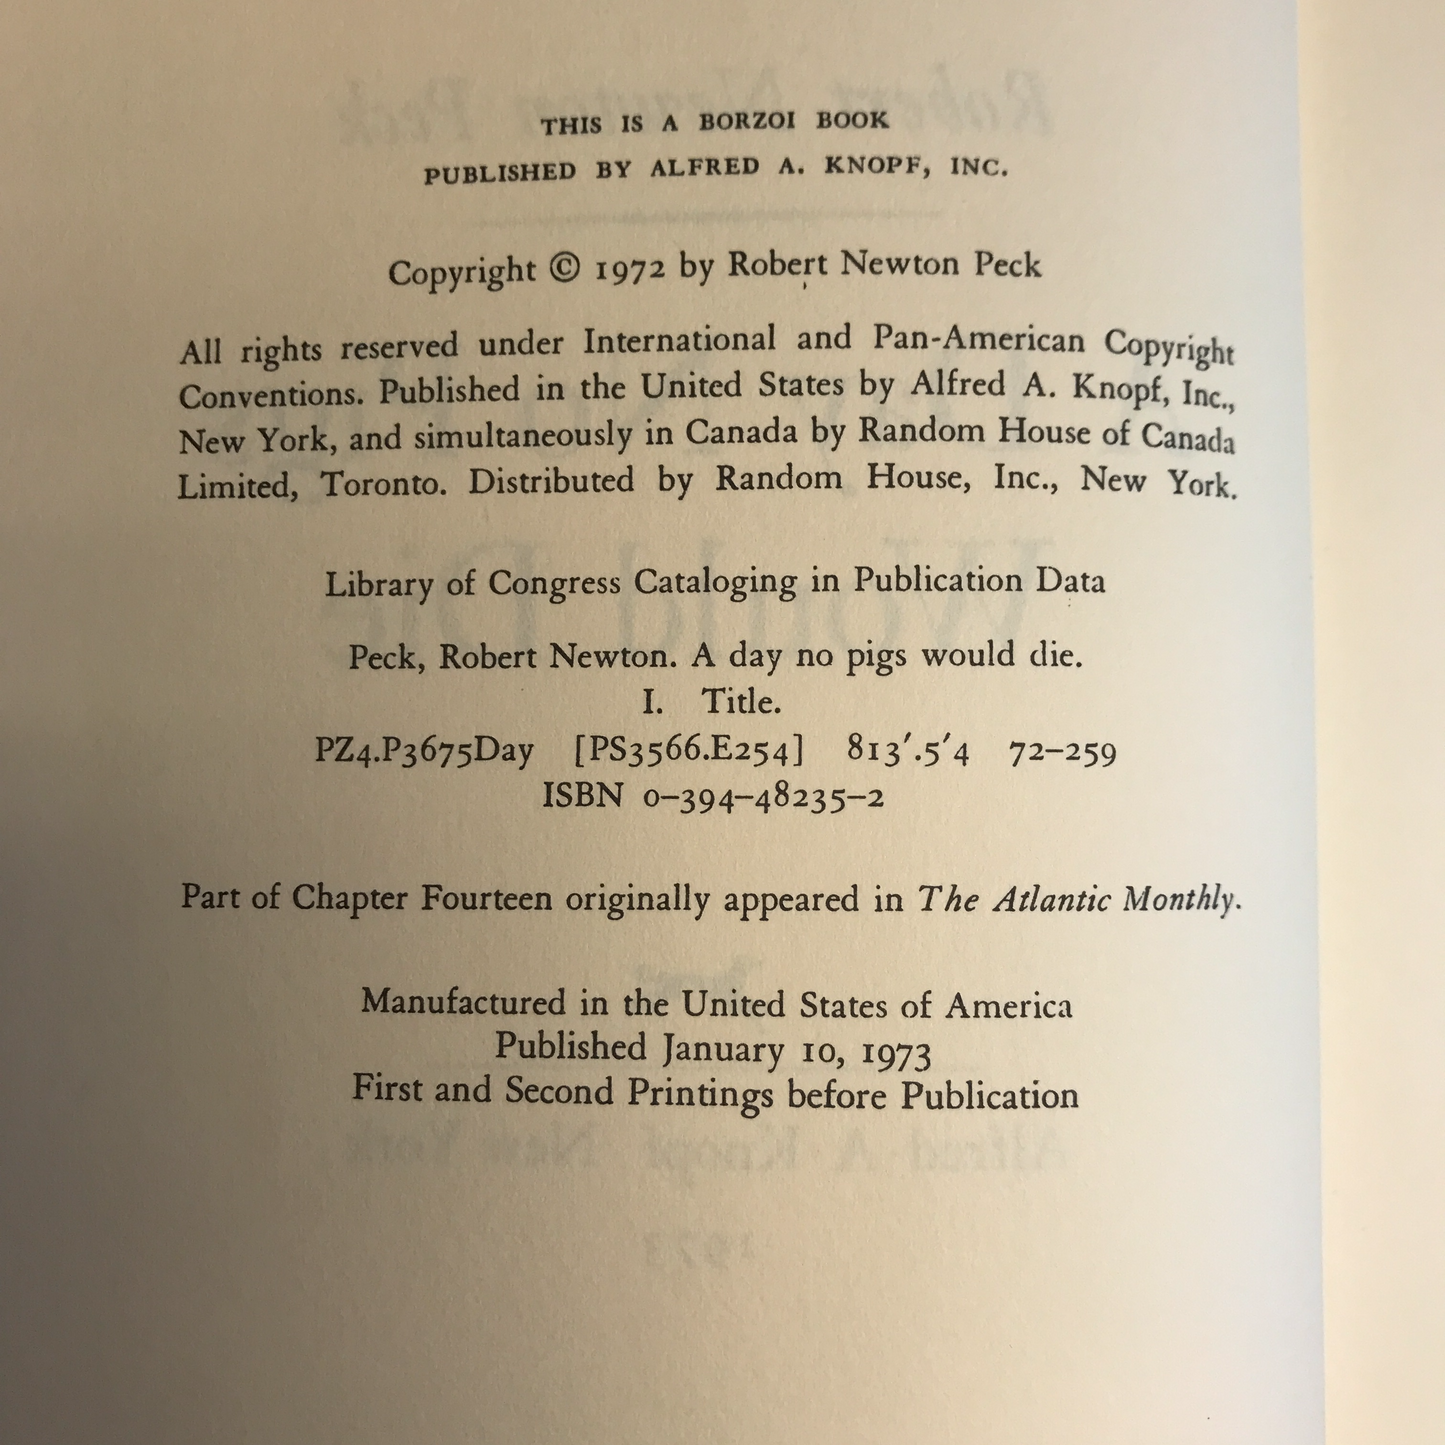 THIS IS A BORZOI BOOK
PUBLISHED BY ALFRED A. KNOPF, INC.
Copyright © 1972 by Robert Newton Peck
All rights reserved under International and Pan-American Copyright
Conventions. Published in the United States by Alfred A. Knopf, Inc.,
New York, and simultaneously in Canada by Random House of Canada
Limited, Toronto. Distributed by Random House, Inc., New York.
Library of Congress Cataloging in Publication Data
Peck, Robert Newton. A day no pigs would die.
I. Title.
PZ4.P3675Day [PS3566.E254] 813′.5′4 72–259
ISBN 0–394–48235–2
Part of Chapter Fourteen originally appeared in The Atlantic Monthly.
Manufactured in the United States of America
Published January 10, 1973
First and Second Printings before Publication